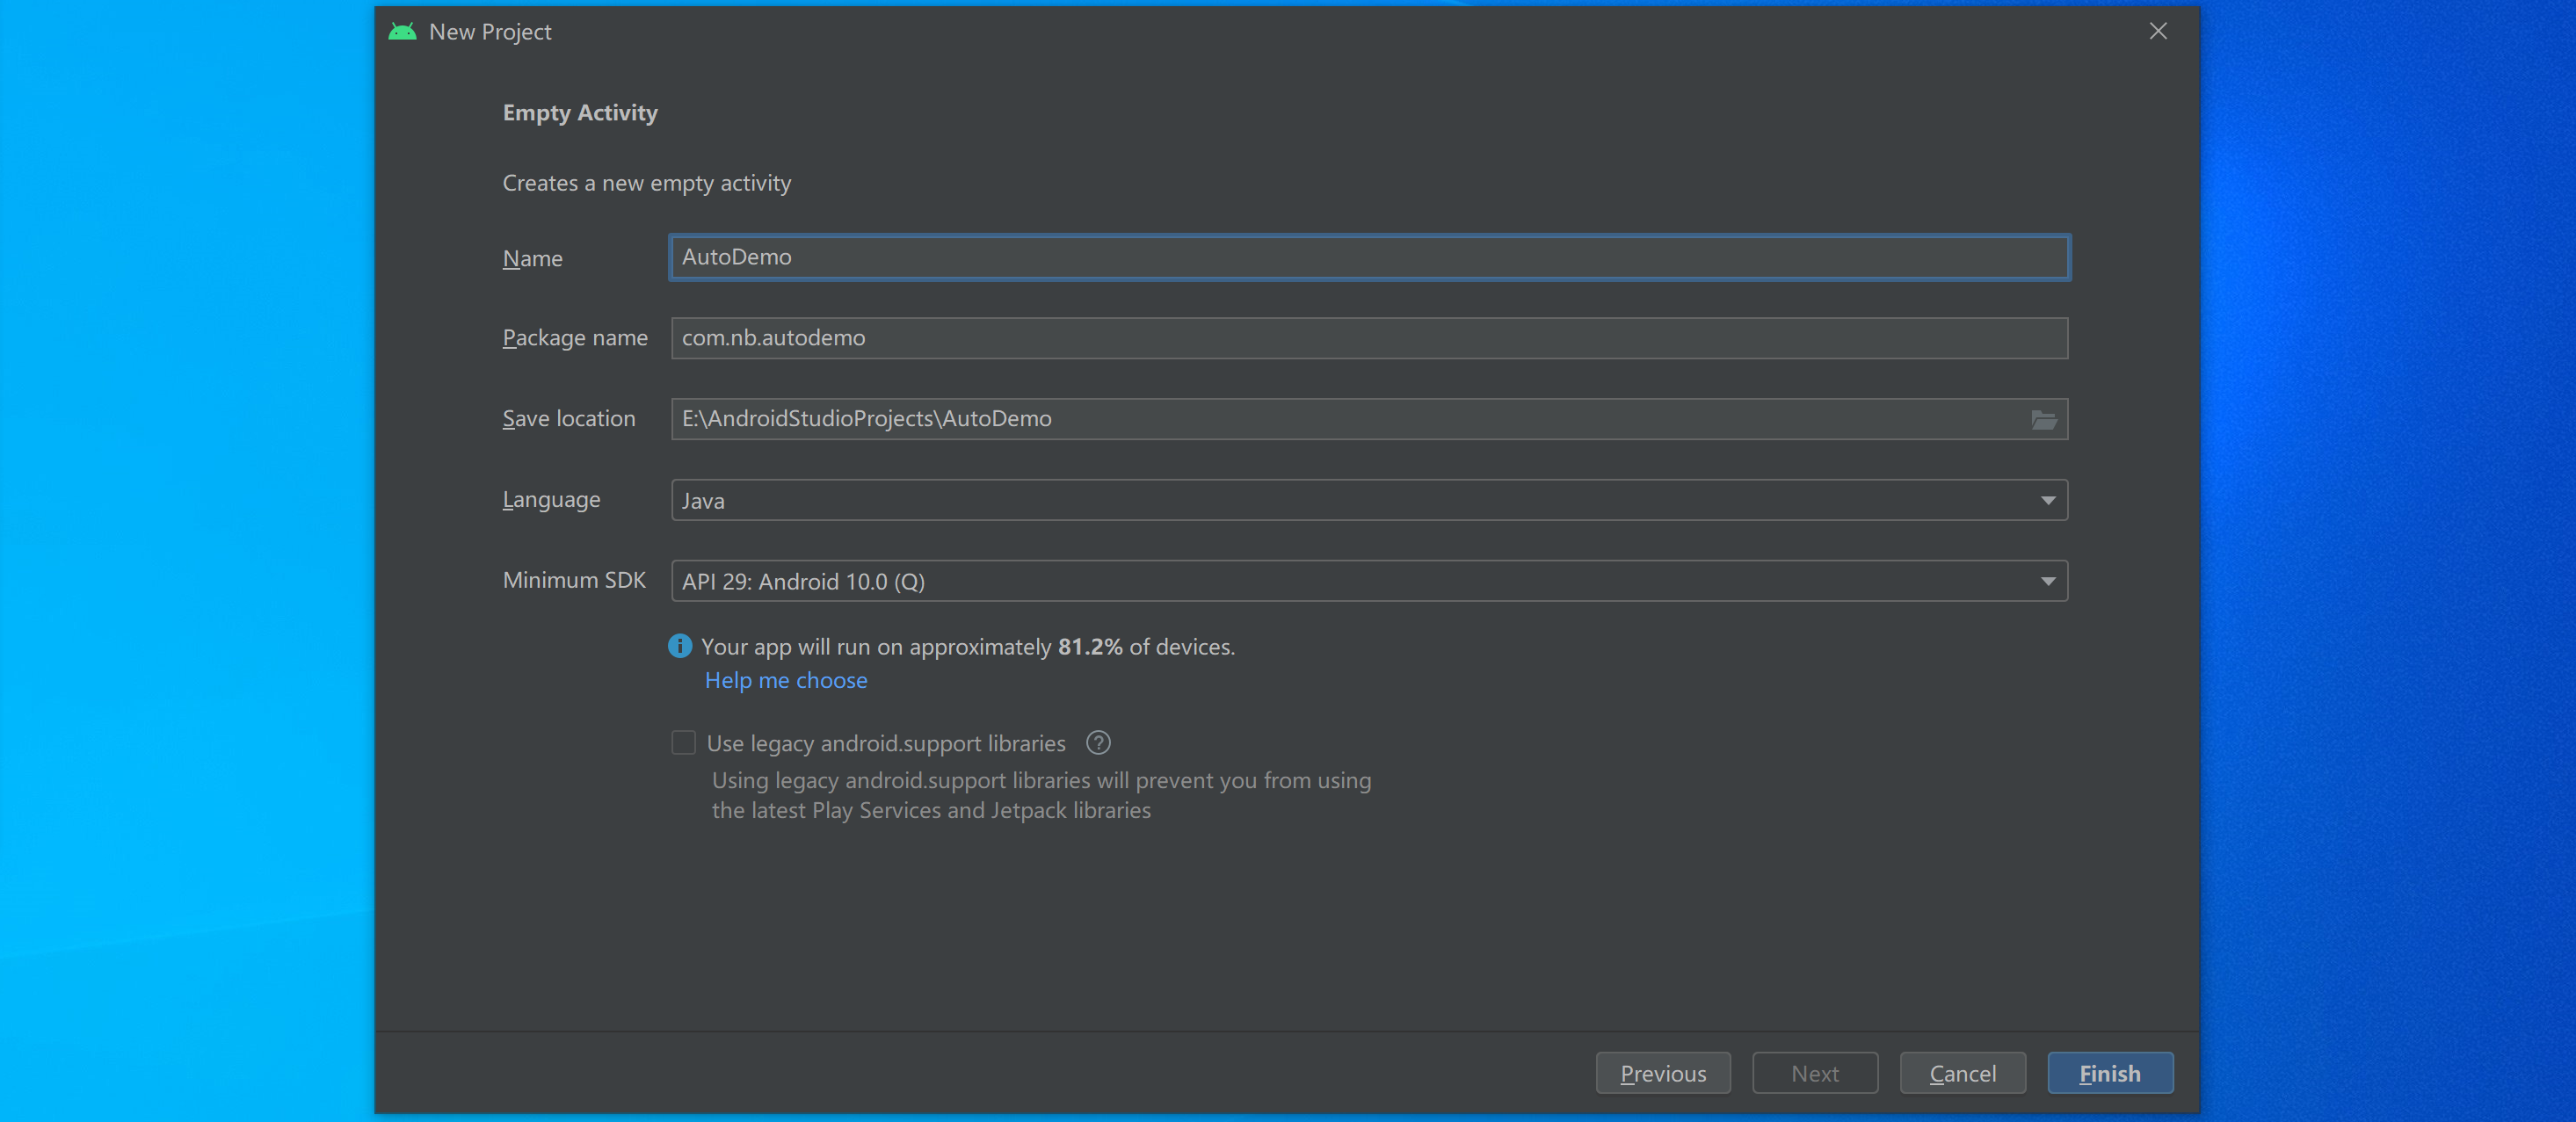 New Project
Empty Activity
Creates a new empty activity
Name AutoDemo
Package name com.nb.autodemo
Save location E:\AndroidStudioProjects\AutoDemo
Language Java
Minimum SDK API 29: Android 10.0 (Q)
Your app will run on approximately 81.2% of devices.
Help me choose
Use legacy android.support libraries
Using legacy android.support libraries will prevent you from using
the latest Play Services and Jetpack libraries
Previous Next Cancel Finish